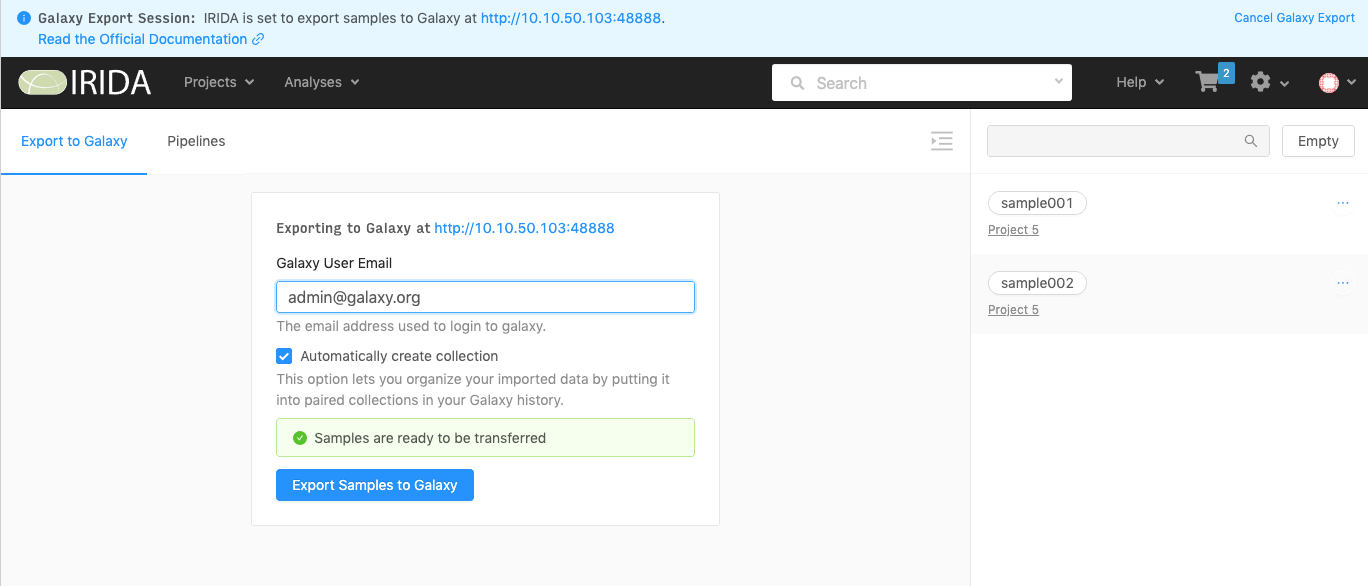 Galaxy Export Session: IRIDA is set to export samples to Galaxy at http://10.10.50.103:48888.
Cancel Galaxy Export
Read the Official Documentation
IRIDA
Projects
Analyses
Search
Help
2
Export to Galaxy
Pipelines
Empty
Exporting to Galaxy at http://10.10.50.103:48888
Galaxy User Email
admin@galaxy.org
The email address used to login to galaxy.
Automatically create collection
This option lets you organize your imported data by putting it
into paired collections in your Galaxy history.
Samples are ready to be transferred
Export Samples to Galaxy
sample001
Project 5
sample002
Project 5